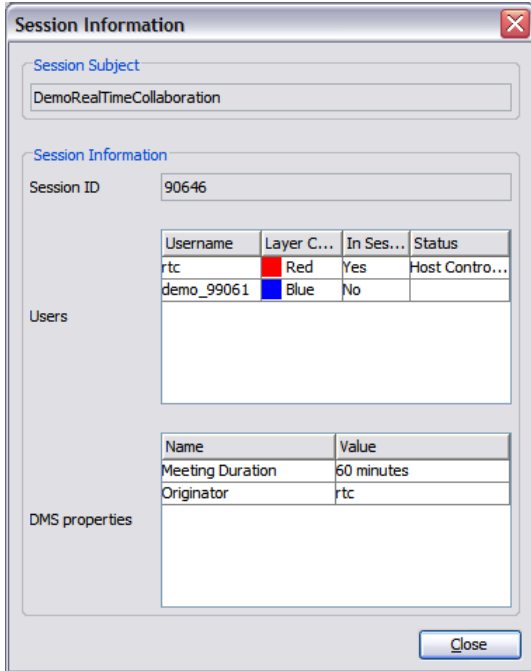 Session Information
Session Subject
DemoRealTimeCollaboration
Session Information
Session ID 90646
Users
Username Layer C... In Ses... Status
rtc Red Yes Host Contro...
demo_99061 Blue No
DMS properties
Name Value
Meeting Duration 60 minutes
Originator rtc
Close